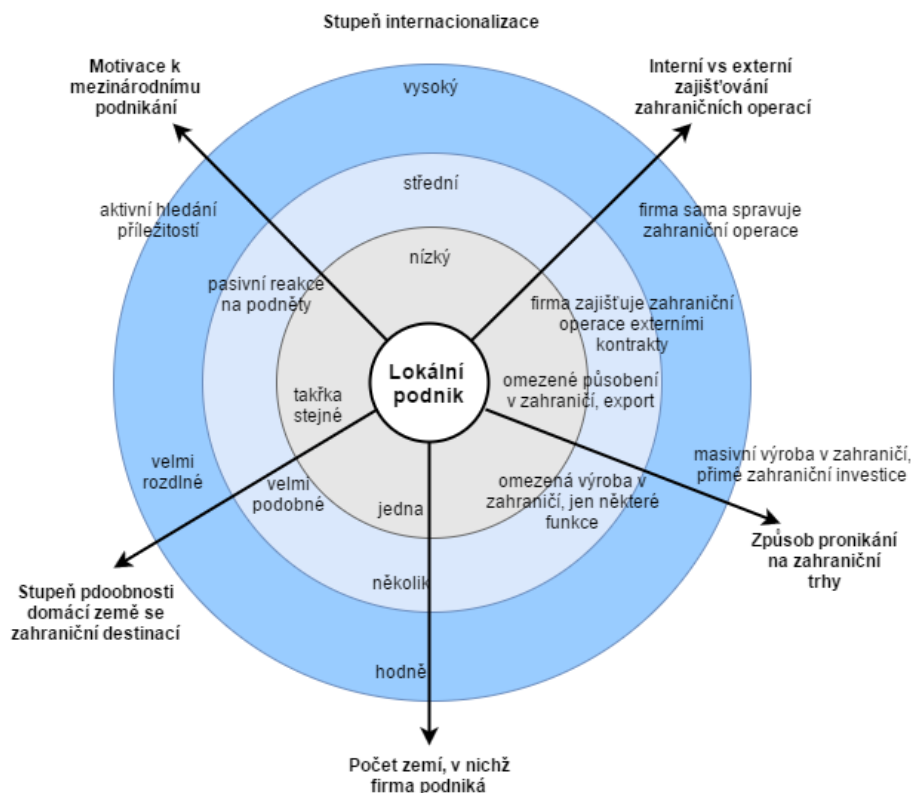 Stupeň internacionalizace
Motivace k
mezinárodnímu
podnikání
Interní vs externí
zajišťování
zahraničních operací
vysoký
střední
nízký
aktivní hledání
příležitostí
pasivní reakce
na podněty
firma sama spravuje
zahraniční operace
firma zajišťuje zahraniční
operace externími
kontrakty
Lokální
podnik
omezené působení
v zahraničí, export
omezená výroba v
zahraničí, jen některé
funkce
masivní výroba v zahraničí,
přímé zahraniční investice
Způsob pronikání
na zahraniční
trhy
takřka
stejné
velmi
podobné
velmi
rozdlné
Stupeň pdoobnosti
domácí země se
zahraniční destinací
jedna
několik
hodně
Počet zemí, v nichž
firma podniká